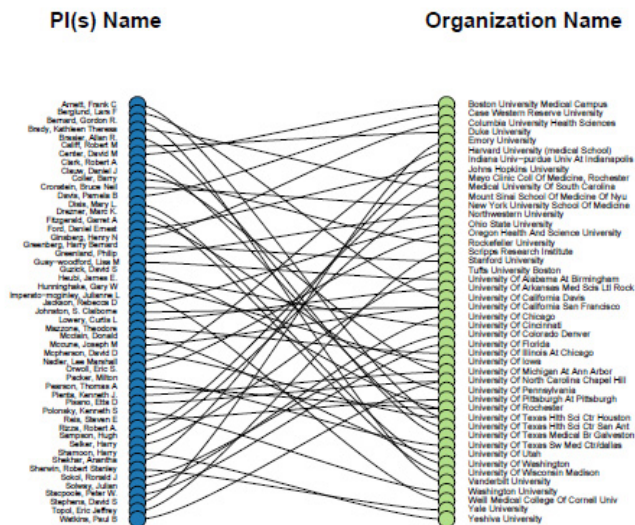 PI(s) Name
Organization Name
Arnett, Frank C
Berglund, Lars F
Bernard, Gordon R.
Brady, Kathleen Therese
Brasier, Allan R.
Califf, Robert M
Center, David M
Clark, Robert A
Clauw, Daniel J
Coller, Barry
Cronstein, Bruce Neil
Davis, Pamela B
Disis, Mary L.
Drezner, Marc K.
Fitzgerald, Garret A
Ford, Daniel Ernest
Ginsberg, Henry N
Greenberg, Harry Bernard
Greenland, Philip
Guay-woodford, Lisa M
Guzick, David S
Heubi, James E.
Hunninghake, Gary W
Imperato-mcginley, Julianne L
Jackson, Rebecca D
Johnston, S. Claiborne
Lowery, Curtis L
Mazzone, Theodore
Mcclain, Donald
Mccune, Joseph M
Mcpherson, David D
Nadler, Lee Marshall
Orwoll, Eric S.
Packer, Milton
Pearson, Thomas A
Pienta, Kenneth J.
Pisano, Etta D
Polonsky, Kenneth S
Reis, Steven E
Rizza, Robert A.
Sampson, Hugh
Selker, Harry
Shamoon, Harry
Shekhar, Anantha
Sherwin, Robert Stanley
Sokol, Ronald J
Solway, Julian
Stacpoole, Peter W.
Stephens, David S
Topol, Eric Jeffrey
Watkins, Paul B
Boston University Medical Campus
Case Western Reserve University
Columbia University Health Sciences
Duke University
Emory University
Harvard University (medical School)
Indiana Univ-purdue Univ At Indianapolis
Johns Hopkins University
Mayo Clinic Coll Of Medicine, Rochester
Medical University Of South Carolina
Mount Sinai School Of Medicine Of Nyu
New York University School Of Medicine
Northwestern University
Ohio State University
Oregon Health And Science University
Rockefeller University
Scripps Research Institute
Stanford University
Tufts University Boston
University Of Alabama At Birmingham
University Of Arkansas Med Scis Ltl Rock
University Of California Davis
University Of California San Francisco
University Of Chicago
University Of Cincinnati
University Of Colorado Denver
University Of Florida
University Of Illinois At Chicago
University Of Iowa
University Of Michigan At Ann Arbor
University Of North Carolina Chapel Hill
University Of Pennsylvania
University Of Pittsburgh At Pittsburgh
University Of Rochester
University Of Texas Hlth Sci Ctr Houston
University Of Texas Hlth Sci Ctr San Ant
University Of Texas Medical Br Galveston
University Of Texas Sw Med Ctr/dallas
University Of Utah
University Of Washington
University Of Wisconsin Madison
Vanderbilt University
Washington University
Weill Medical College Of Cornell Univ
Yale University
Yeshiva University